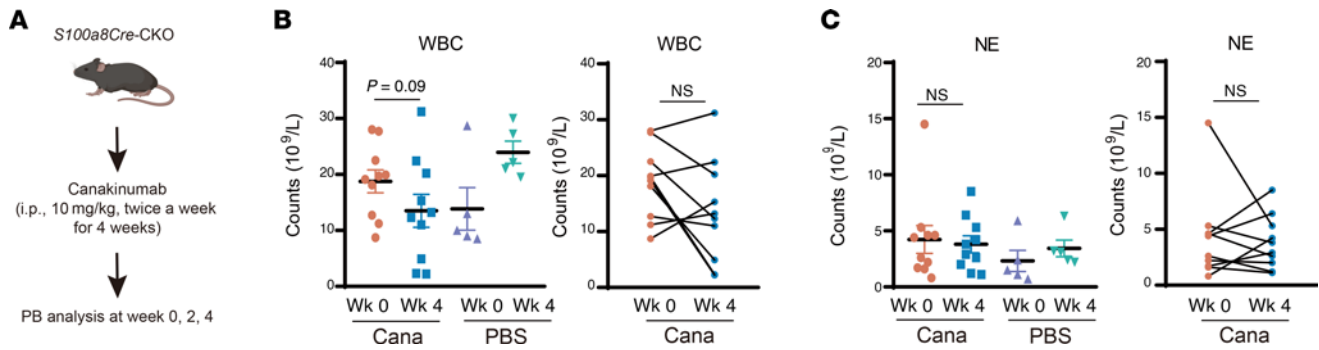 A
S100a8Cre-CKO
Canakinumab
(i.p., 10 mg/kg, twice a week
for 4 weeks)
PB analysis at week 0, 2, 4
B
WBC
Counts (10⁹/L)
40
30
20
10
0
P = 0.09
Wk 0 Wk 4 Wk 0 Wk 4
Cana PBS
WBC
Counts (10⁹/L)
40
30
20
10
0
NS
Wk 0 Wk 4
Cana
C
NE
Counts (10⁹/L)
20
15
10
5
0
NS
Wk 0 Wk 4 Wk 0 Wk 4
Cana PBS
NE
Counts (10⁹/L)
20
15
10
5
0
NS
Wk 0 Wk 4
Cana